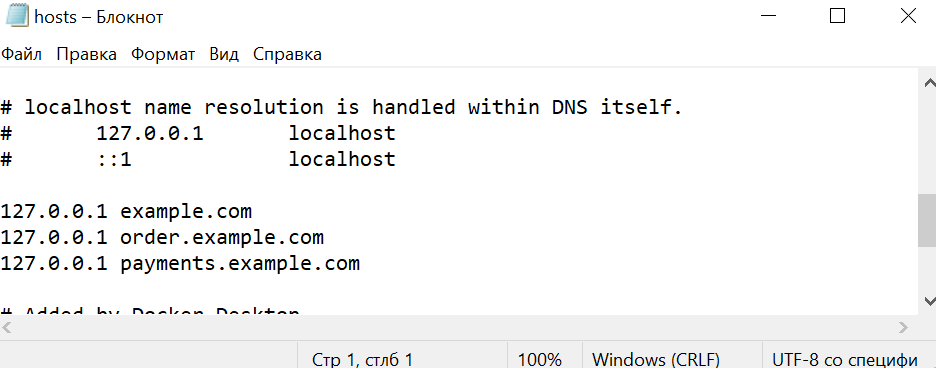 hosts – Блокнот
Файл Правка Формат Вид Справка
# localhost name resolution is handled within DNS itself.
#	127.0.0.1	localhost
#	::1	localhost
127.0.0.1 example.com
127.0.0.1 order.example.com
127.0.0.1 payments.example.com
# Added by Docker Desktop
Стр 1, стлб 1 100% Windows (CRLF) UTF-8 со специфи